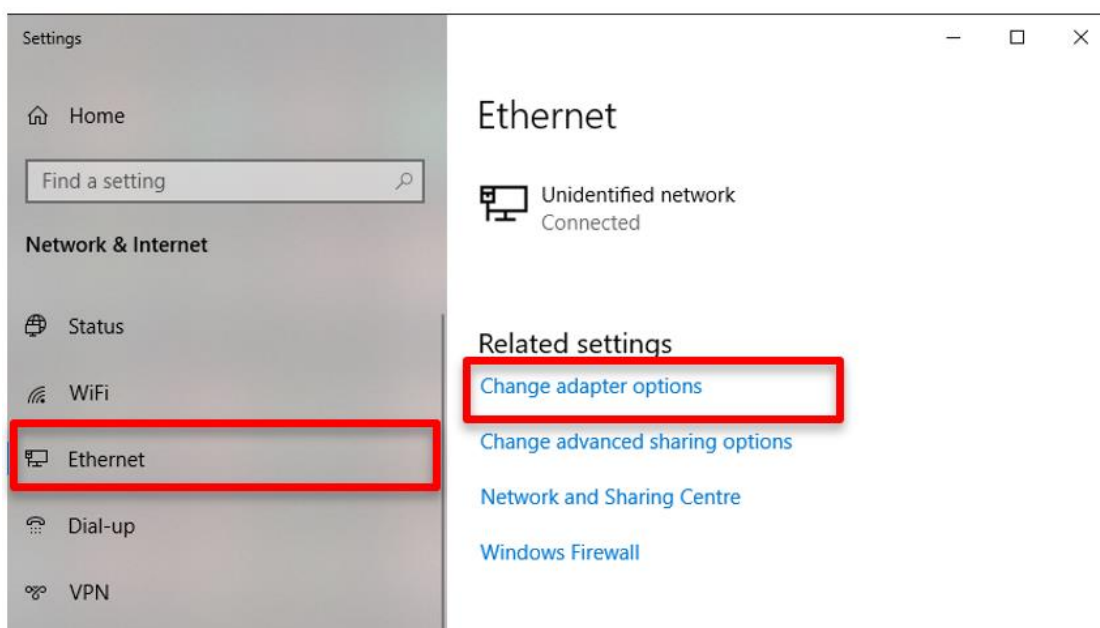 Settings
Home
Find a setting
Network & Internet
Status
WiFi
Ethernet
Dial-up
VPN
Ethernet
Unidentified network
Connected
Related settings
Change adapter options
Change advanced sharing options
Network and Sharing Centre
Windows Firewall